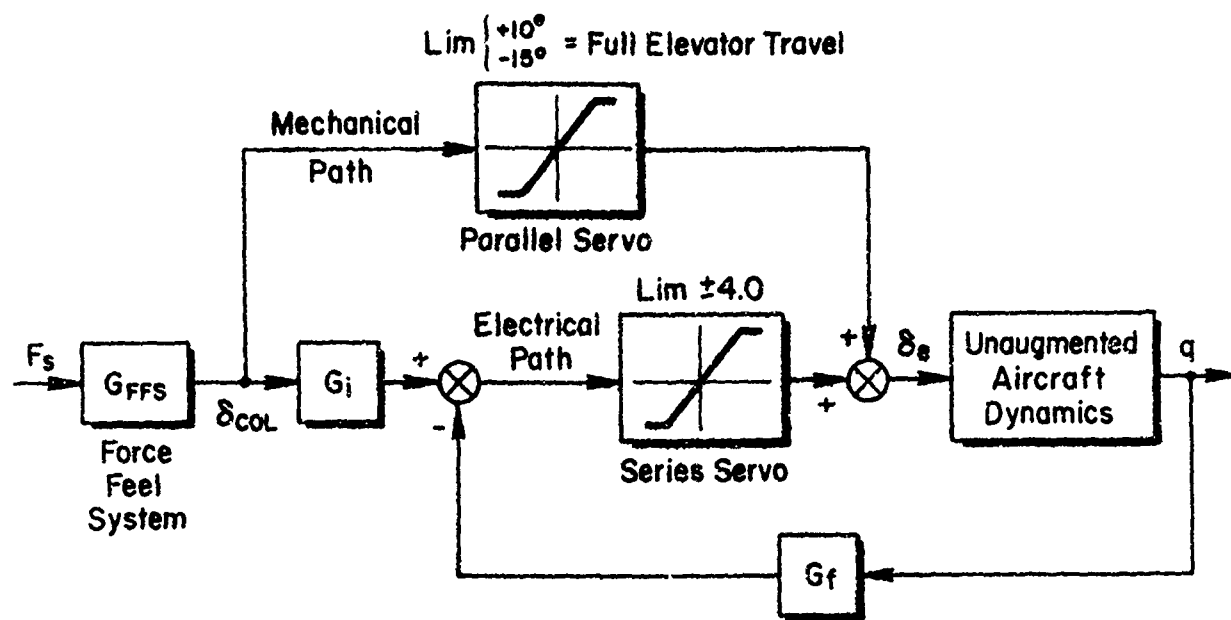 Lim { +10° -15° = Full Elevator Travel
Mechanical
Path
Parallel Servo
Lim ±4.0
Electrical
Path
Fs
GFFS
δCOL
Gi
+
-
+
+
δe
Unaugmented
Aircraft
Dynamics
q
Force
Feel
System
Series Servo
Gf